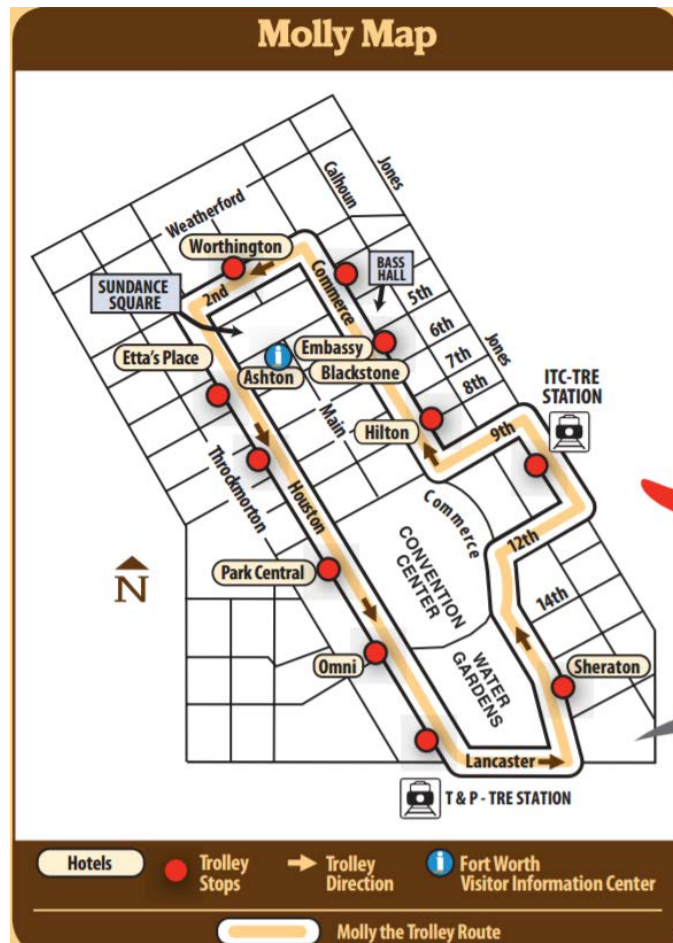 Molly Map
Jones
Calhoun
Weatherford
Worthington
2nd
Commerce
BASS
HALL
SUNDANCE
SQUARE
5th
6th
7th
8th
Jones
Etta's Place
Embassy
Blackstone
i
Ashton
Main
Hilton
9th
ITC-TRE
STATION
Throckmorton
Houston
Commerce
CONVENTION
CENTER
12th
N
Park Central
14th
Omni
WATER
GARDENS
Sheraton
Lancaster
T & P - TRE STATION
Hotels
Trolley
Stops
Trolley
Direction
i
Fort Worth
Visitor Information Center
Molly the Trolley Route